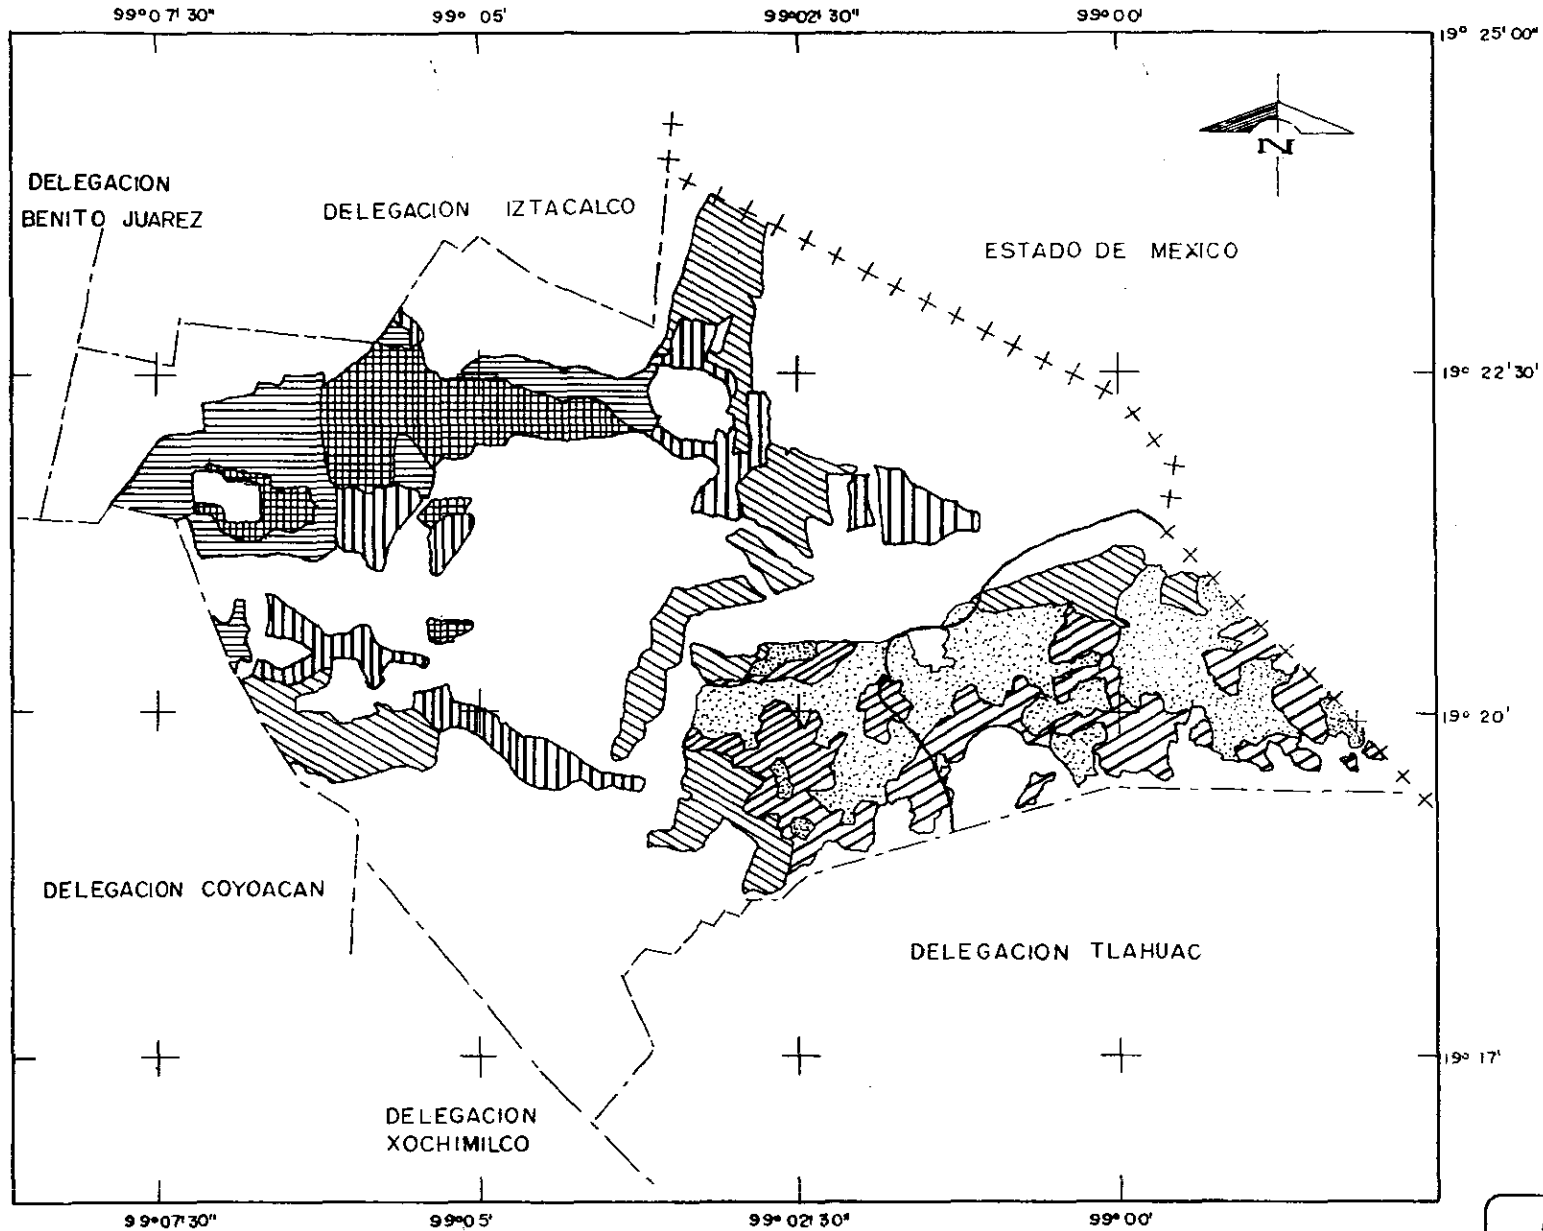 99° 07'30" 99° 05' 99° 02'30" 99° 00'
19° 25' 00"
N
DELEGACION
BENITO JUAREZ
DELEGACION IZTACALCO
ESTADO DE MEXICO
19° 22'30'
19° 20'
DELEGACION COYOACAN
DELEGACION TLAHUAC
19° 17'
DELEGACION
XOCHIMILCO
99° 07'30" 99° 05' 99° 02'30" 99° 00'